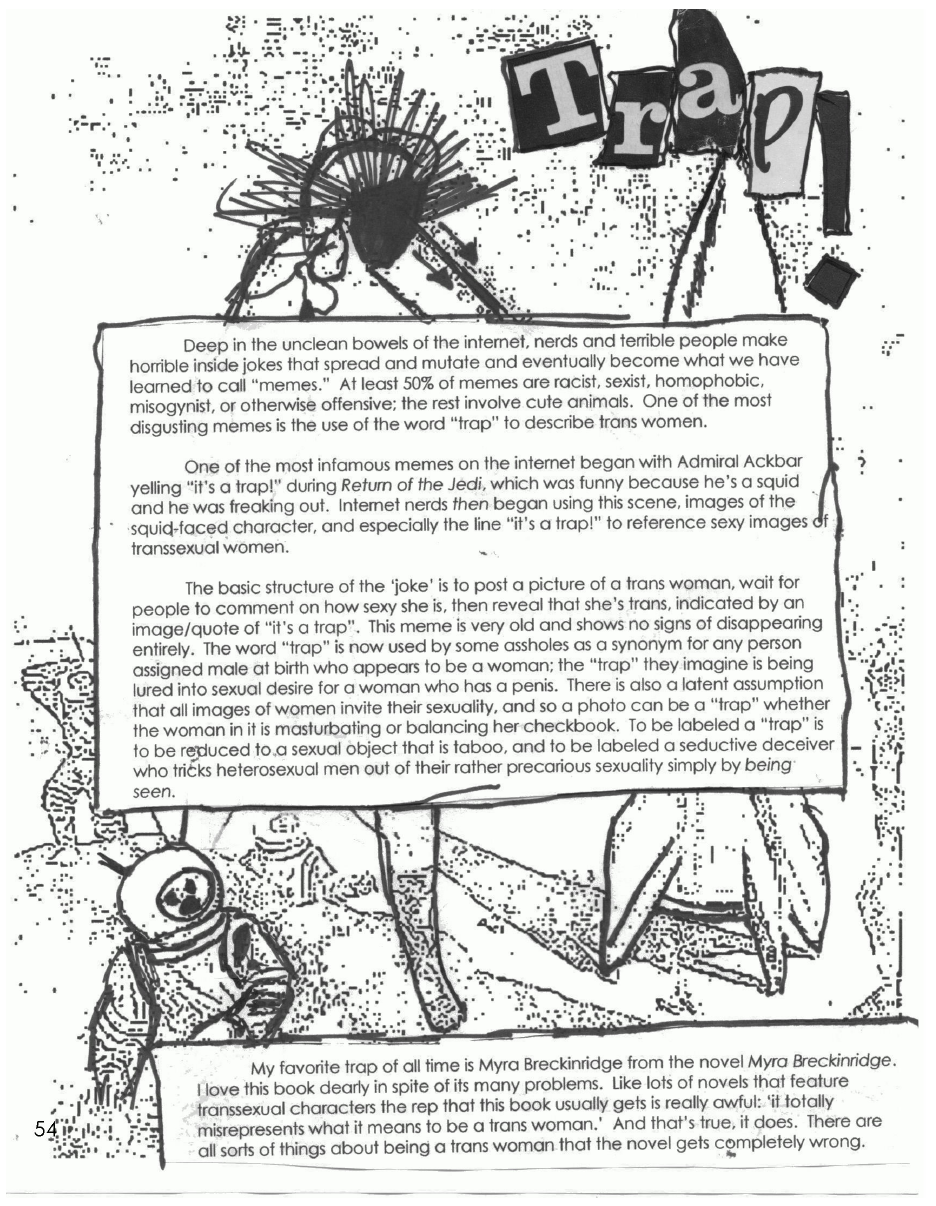 Trap!
Deep in the unclean bowels of the internet, nerds and terrible people make
horrible inside jokes that spread and mutate and eventually become what we have
learned to call “memes.” At least 50% of memes are racist, sexist, homophobic,
misogynist, or otherwise offensive; the rest involve cute animals. One of the most
disgusting memes is the use of the word “trap” to describe trans women.
One of the most infamous memes on the internet began with Admiral Ackbar
yelling “it’s a trap!” during Return of the Jedi, which was funny because he’s a squid
and he was freaking out. Internet nerds then began using this scene, images of the
squid-faced character, and especially the line “it’s a trap!” to reference sexy images of
transsexual women.
The basic structure of the ‘joke’ is to post a picture of a trans woman, wait for
people to comment on how sexy she is, then reveal that she’s trans, indicated by an
image/quote of “it’s a trap”. This meme is very old and shows no signs of disappearing
entirely. The word “trap” is now used by some assholes as a synonym for any person
assigned male at birth who appears to be a woman; the “trap” they imagine is being
lured into sexual desire for a woman who has a penis. There is also a latent assumption
that all images of women invite their sexuality, and so a photo can be a “trap” whether
the woman in it is masturbating or balancing her checkbook. To be labeled a “trap” is
to be reduced to a sexual object that is taboo, and to be labeled a seductive deceiver
who tricks heterosexual men out of their rather precarious sexuality simply by being
seen.
My favorite trap of all time is Myra Breckinridge from the novel Myra Breckinridge.
I love this book dearly in spite of its many problems. Like lots of novels that feature
transsexual characters the rep that this book usually gets is really awful: ‘it totally
misrepresents what it means to be a trans woman.’ And that’s true, it does. There are
all sorts of things about being a trans woman that the novel gets completely wrong.
54